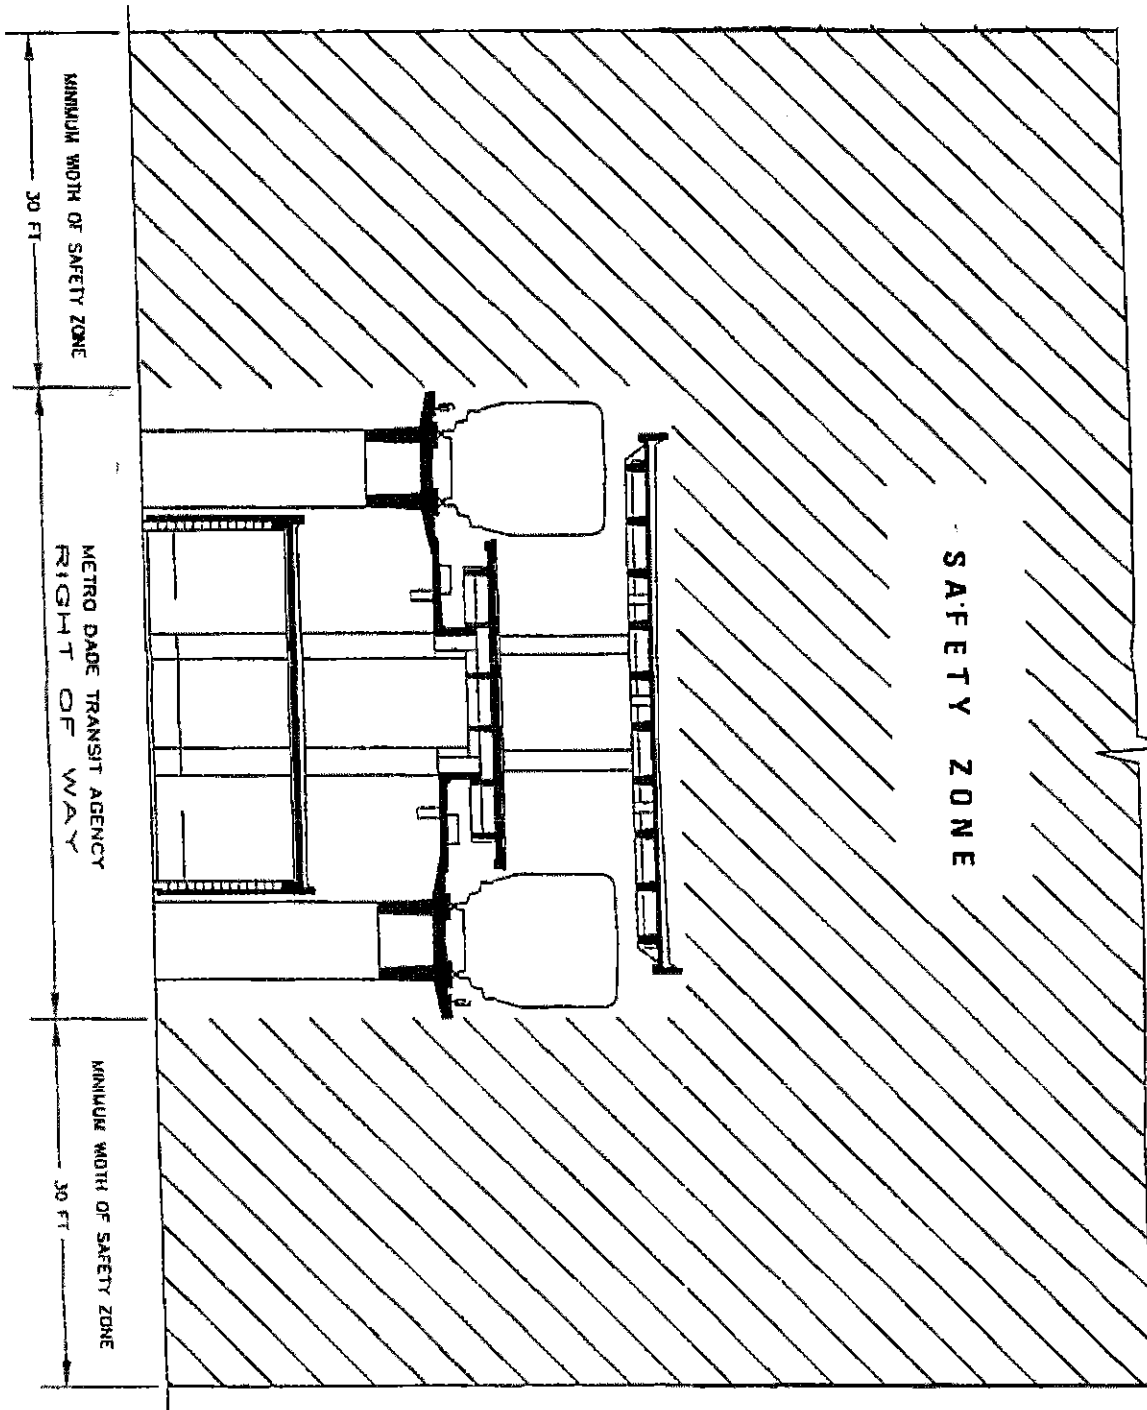 SAFETY ZONE
MINIMUM WIDTH OF SAFETY ZONE
30 FT
METRO DADE TRANSIT AGENCY
RIGHT OF WAY
MINIMUM WIDTH OF SAFETY ZONE
30 FT